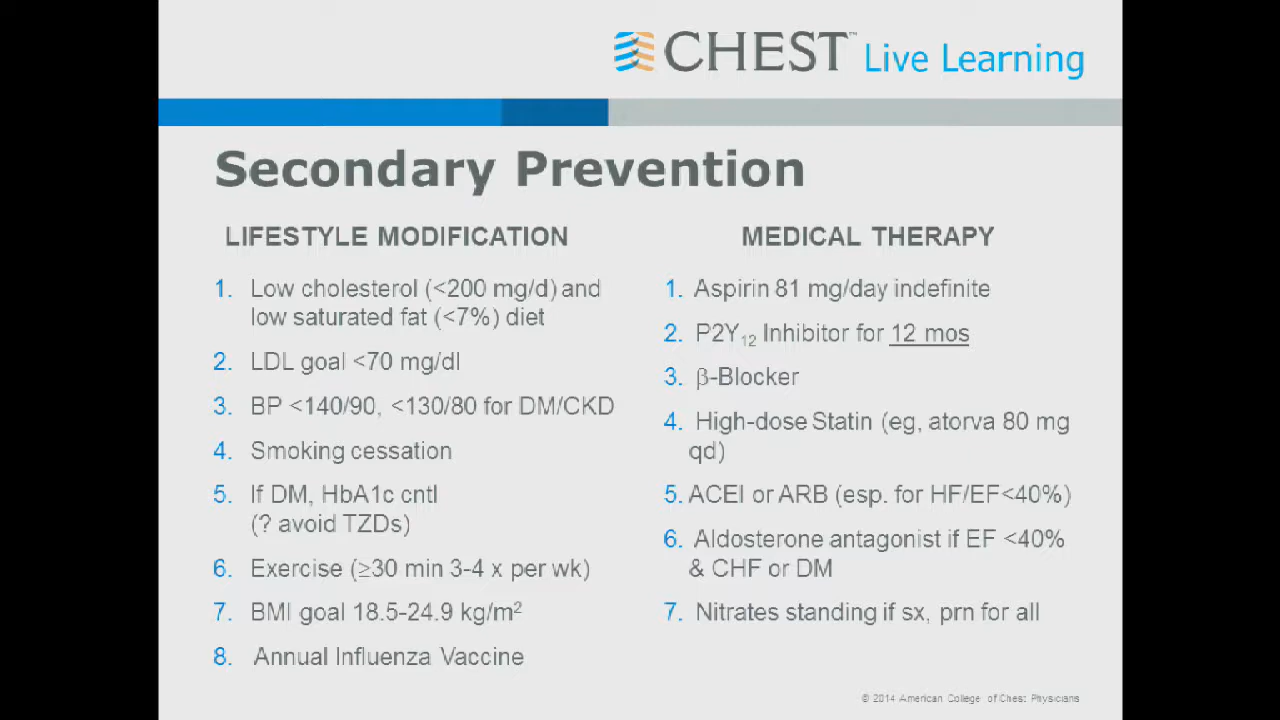 CHEST™ Live Learning
Secondary Prevention
LIFESTYLE MODIFICATION
1. Low cholesterol (<200 mg/d) and
low saturated fat (<7%) diet
2. LDL goal <70 mg/dl
3. BP <140/90, <130/80 for DM/CKD
4. Smoking cessation
5. If DM, HbA1c cntl
(? avoid TZDs)
6. Exercise (≥30 min 3-4 x per wk)
7. BMI goal 18.5-24.9 kg/m²
8. Annual Influenza Vaccine
MEDICAL THERAPY
1. Aspirin 81 mg/day indefinite
2. P2Y₁₂ Inhibitor for 12 mos
3. β-Blocker
4. High-dose Statin (eg, atorva 80 mg
qd)
5. ACEI or ARB (esp. for HF/EF<40%)
6. Aldosterone antagonist if EF <40%
& CHF or DM
7. Nitrates standing if sx, prn for all
© 2014 American College of Chest Physicians